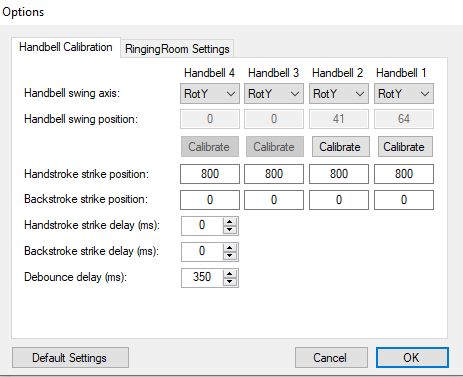 Options
Handbell Calibration RingingRoom Settings
Handbell 4 Handbell 3 Handbell 2 Handbell 1
Handbell swing axis: RotY RotY RotY RotY
Handbell swing position: 0 0 41 64
Calibrate Calibrate Calibrate Calibrate
Handstroke strike position: 800 800 800 800
Backstroke strike position: 0 0 0 0
Handstroke strike delay (ms): 0
Backstroke strike delay (ms): 0
Debounce delay (ms): 350
Default Settings Cancel OK